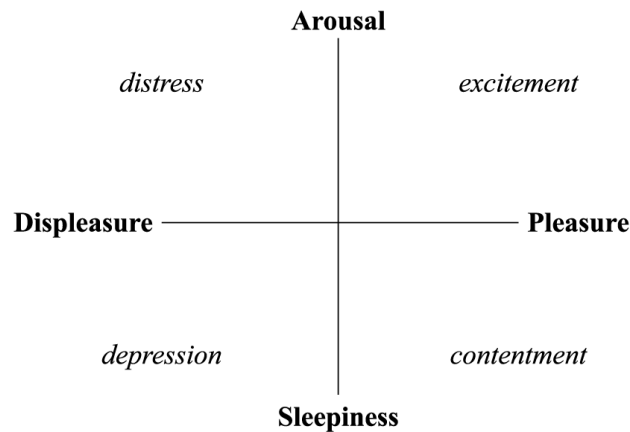 Arousal
distress excitement
Displeasure Pleasure
depression contentment
Sleepiness